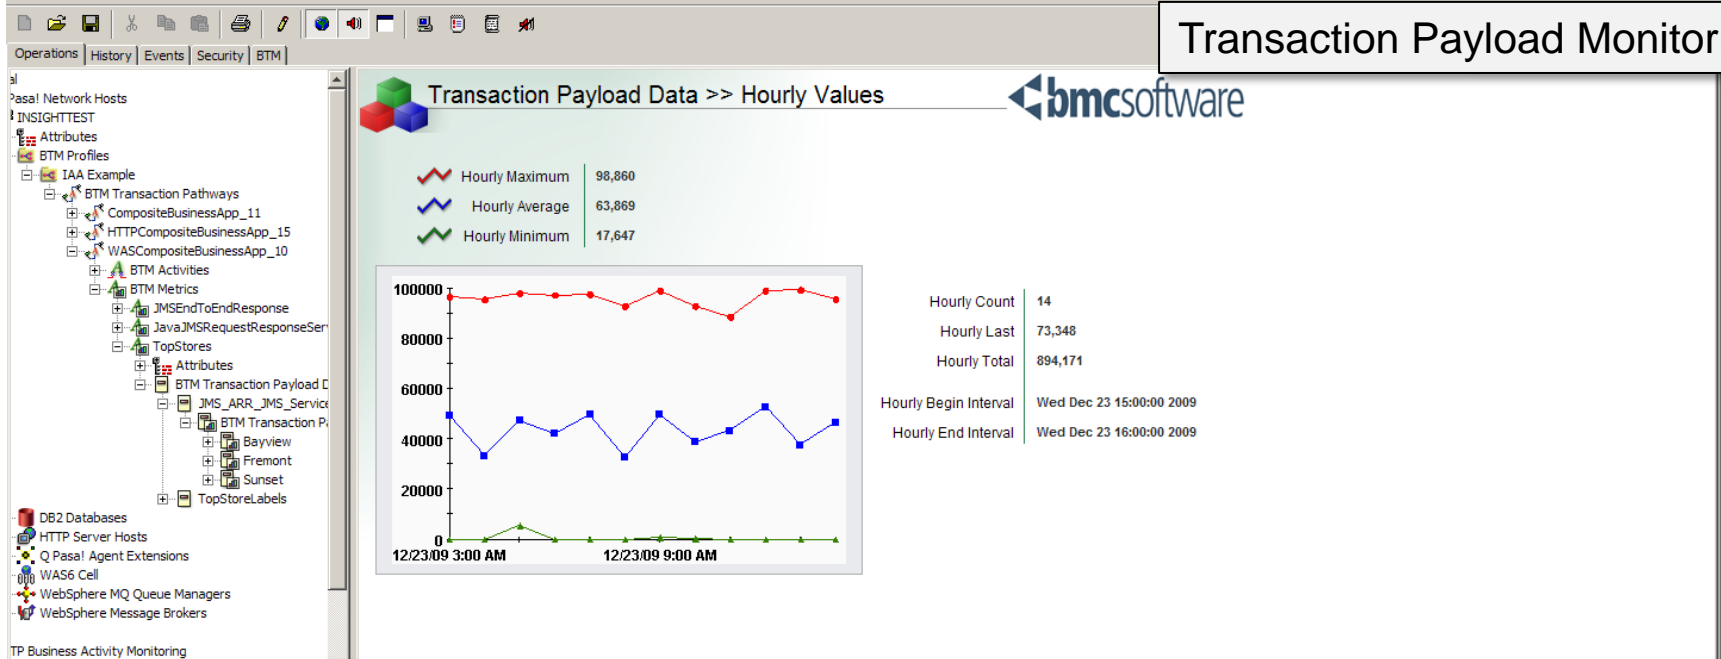 Transaction Payload Monitor
Operations History Events Security BTM
al
Pasa! Network Hosts
INSIGHTTEST
Attributes
BTM Profiles
IAA Example
BTM Transaction Pathways
CompositeBusinessApp_11
HTTPCompositeBusinessApp_15
WASCompositeBusinessApp_10
BTM Activities
BTM Metrics
JMSEndToEndResponse
JavaJMSRequestResponseSer
TopStores
Attributes
BTM Transaction Payload D
JMS_ARR_JMS_Service
BTM Transaction Pa
Bayview
Fremont
Sunset
TopStoreLabels
DB2 Databases
HTTP Server Hosts
Q Pasa! Agent Extensions
WAS6 Cell
WebSphere MQ Queue Managers
WebSphere Message Brokers
TP Business Activity Monitoring
Transaction Payload Data >> Hourly Values
bmcsoftware
Hourly Maximum 98,860
Hourly Average 63,869
Hourly Minimum 17,647
100000
80000
60000
40000
20000
0
12/23/09 3:00 AM 12/23/09 9:00 AM
Hourly Count 14
Hourly Last 73,348
Hourly Total 894,171
Hourly Begin Interval Wed Dec 23 15:00:00 2009
Hourly End Interval Wed Dec 23 16:00:00 2009